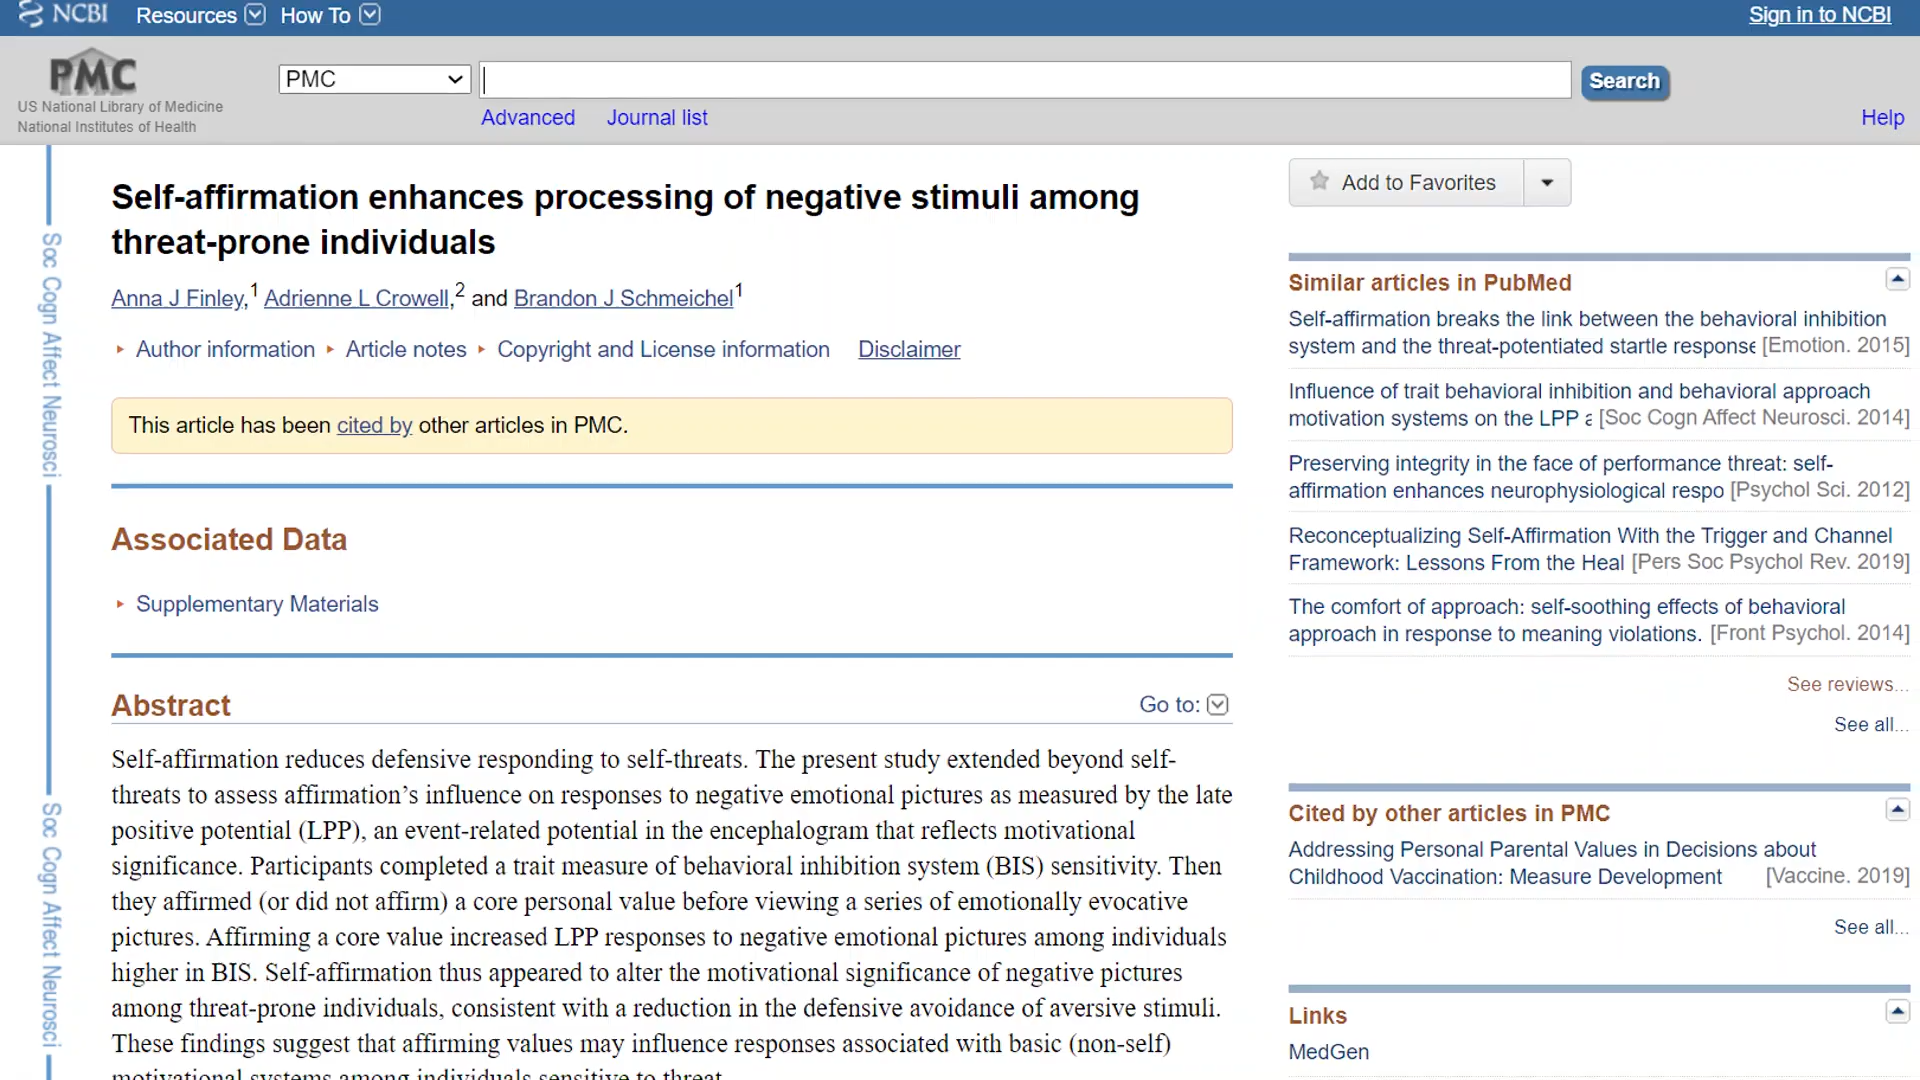 NCBI Resources How To Sign in to NCBI
PMC
US National Library of Medicine
National Institutes of Health
PMC
Search
Advanced Journal list
Help
Soc Cogn Affect Neurosci
Soc Cogn Affect Neurosci
Self-affirmation enhances processing of negative stimuli among
threat-prone individuals
Anna J Finley,1 Adrienne L Crowell,2 and Brandon J Schmeichel1
Author information Article notes Copyright and License information Disclaimer
This article has been cited by other articles in PMC.
Associated Data
Supplementary Materials
Abstract
Go to:
Self-affirmation reduces defensive responding to self-threats. The present study extended beyond self-
threats to assess affirmation’s influence on responses to negative emotional pictures as measured by the late
positive potential (LPP), an event-related potential in the encephalogram that reflects motivational
significance. Participants completed a trait measure of behavioral inhibition system (BIS) sensitivity. Then
they affirmed (or did not affirm) a core personal value before viewing a series of emotionally evocative
pictures. Affirming a core value increased LPP responses to negative emotional pictures among individuals
higher in BIS. Self-affirmation thus appeared to alter the motivational significance of negative pictures
among threat-prone individuals, consistent with a reduction in the defensive avoidance of aversive stimuli.
These findings suggest that affirming values may influence responses associated with basic (non-self)
motivational systems among individuals sensitive to threat.
Add to Favorites
Similar articles in PubMed
Self-affirmation breaks the link between the behavioral inhibition
system and the threat-potentiated startle response [Emotion. 2015]
Influence of trait behavioral inhibition and behavioral approach
motivation systems on the LPP a [Soc Cogn Affect Neurosci. 2014]
Preserving integrity in the face of performance threat: self-
affirmation enhances neurophysiological respo [Psychol Sci. 2012]
Reconceptualizing Self-Affirmation With the Trigger and Channel
Framework: Lessons From the Heal [Pers Soc Psychol Rev. 2019]
The comfort of approach: self-soothing effects of behavioral
approach in response to meaning violations. [Front Psychol. 2014]
See reviews...
See all...
Cited by other articles in PMC
Addressing Personal Parental Values in Decisions about
Childhood Vaccination: Measure Development [Vaccine. 2019]
See all...
Links
MedGen